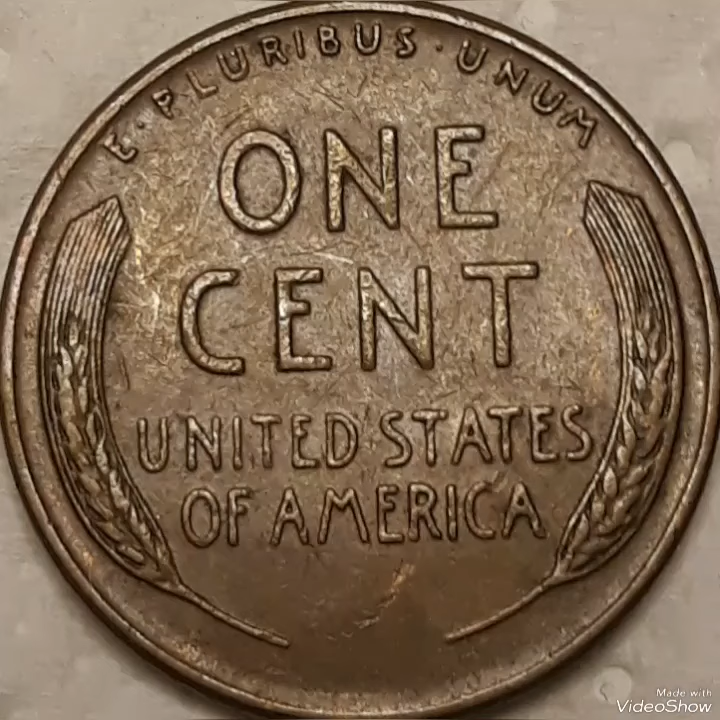 E · PLURIBUS · UNUM
ONE
CENT
UNITED STATES
OF AMERICA
Made with
VideoShow